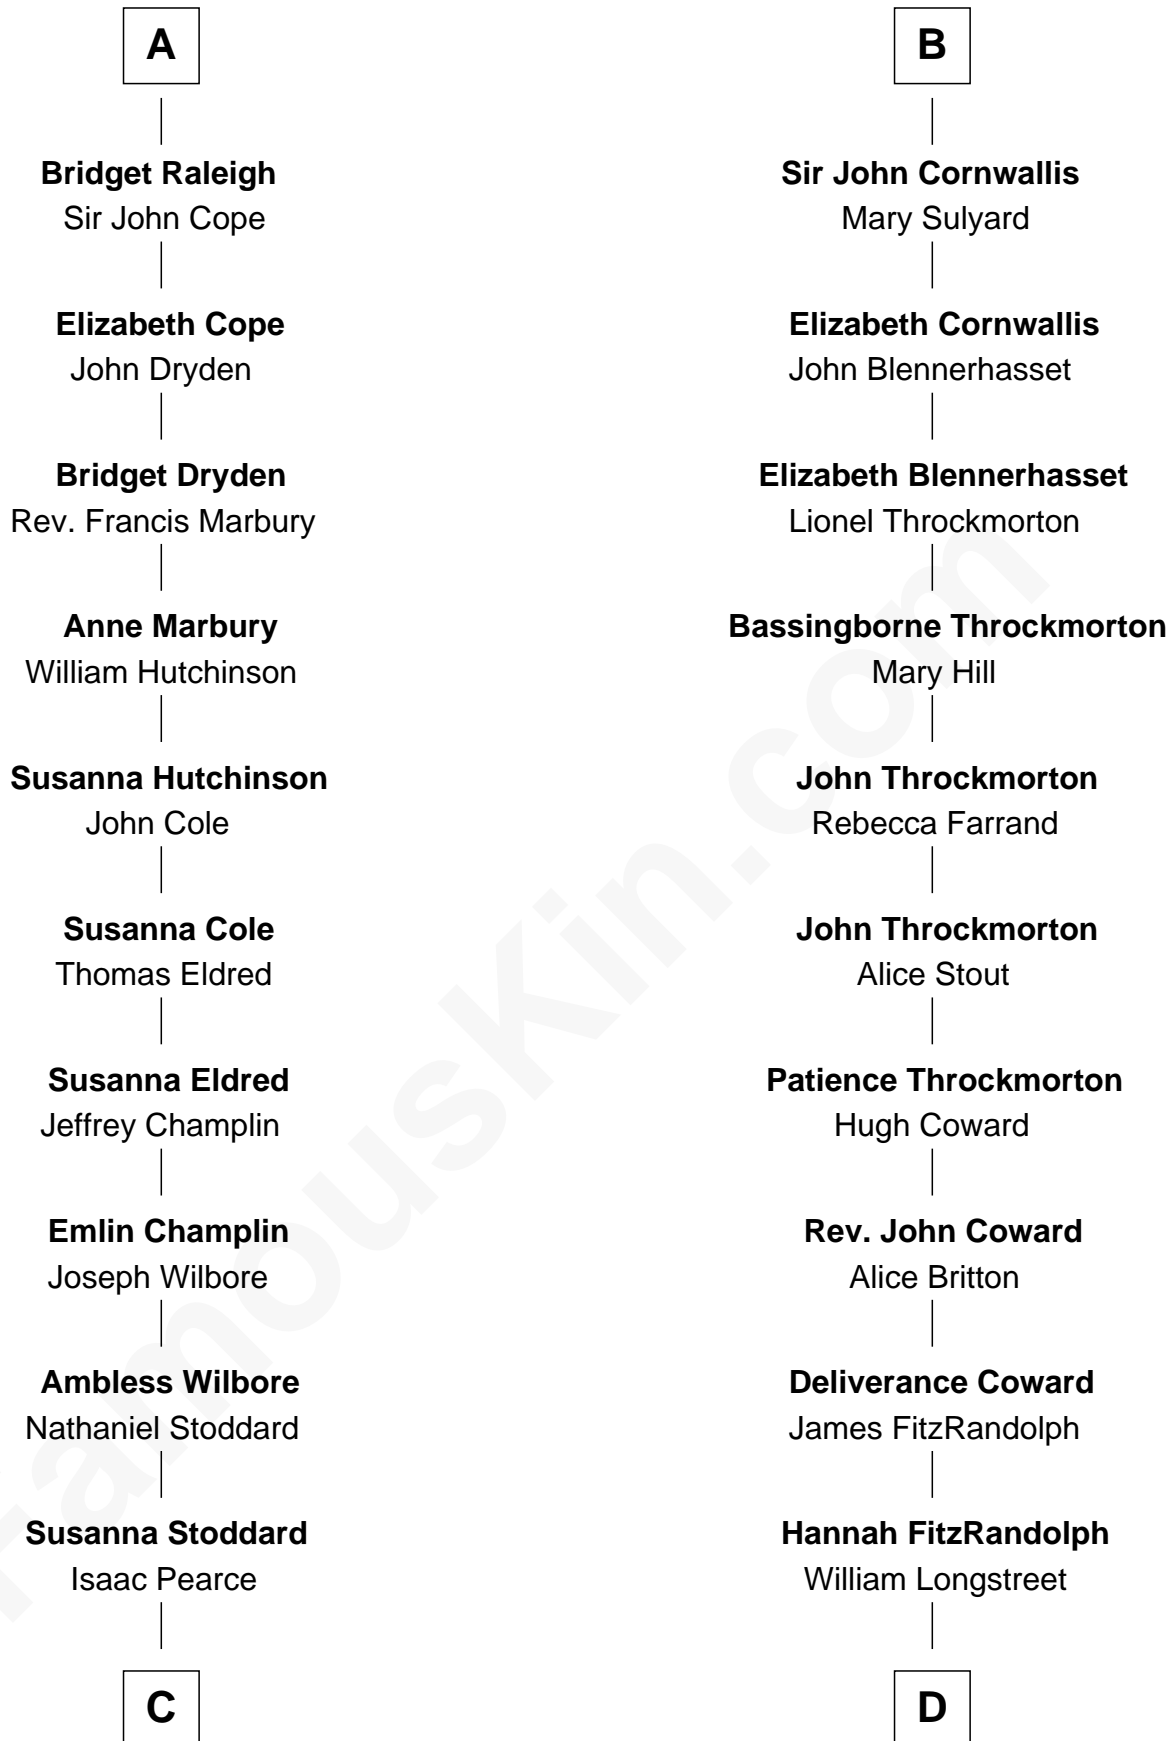 A
Bridget Raleigh
Sir John Cope
Elizabeth Cope
John Dryden
Bridget Dryden
Rev. Francis Marbury
Anne Marbury
William Hutchinson
Susanna Hutchinson
John Cole
Susanna Cole
Thomas Eldred
Susanna Eldred
Jeffrey Champlin
Emlin Champlin
Joseph Wilbore
Ambless Wilbore
Nathaniel Stoddard
Susanna Stoddard
Isaac Pearce
C
B
Sir John Cornwallis
Mary Sulyard
Elizabeth Cornwallis
John Blennerhasset
Elizabeth Blennerhasset
Lionel Throckmorton
Bassingborne Throckmorton
Mary Hill
John Throckmorton
Rebecca Farrand
John Throckmorton
Alice Stout
Patience Throckmorton
Hugh Coward
Rev. John Coward
Alice Britton
Deliverance Coward
James FitzRandolph
Hannah FitzRandolph
William Longstreet
D
FamousKin.com